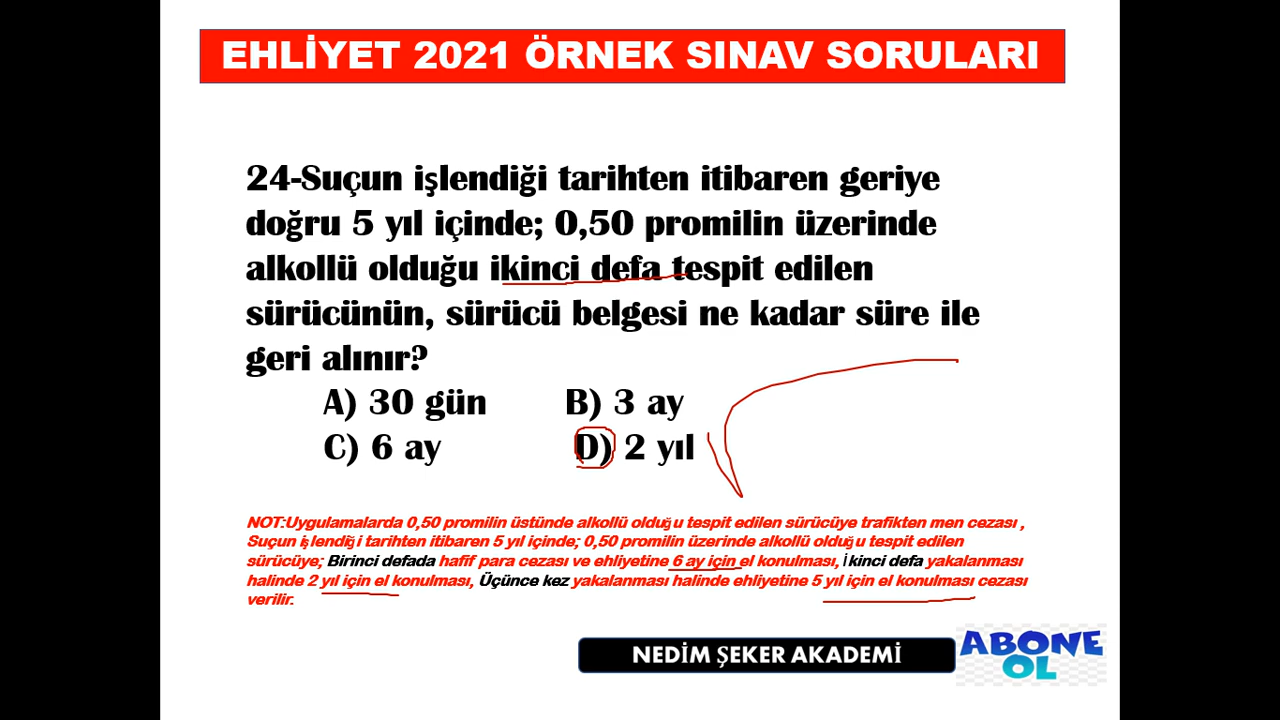 EHLİYET 2021 ÖRNEK SINAV SORULARI
24-Suçun işlendiği tarihten itibaren geriye
doğru 5 yıl içinde; 0,50 promilin üzerinde
alkollü olduğu ikinci defa tespit edilen
sürücünün, sürücü belgesi ne kadar süre ile
geri alınır?
A) 30 gün B) 3 ay
C) 6 ay D) 2 yıl
NOT:Uygulamalarda 0,50 promilin üstünde alkollü olduğu tespit edilen sürücüye trafikten men cezası ,
Suçun işlendiği tarihten itibaren 5 yıl içinde; 0,50 promilin üzerinde alkollü olduğu tespit edilen
sürücüye; Birinci defada hafif para cezası ve ehliyetine 6 ay için el konulması, İkinci defa yakalanması
halinde 2 yıl için el konulması, Üçünce kez yakalanması halinde ehliyetine 5 yıl için el konulması cezası
verilir.
NEDİM ŞEKER AKADEMİ
ABONE
OL